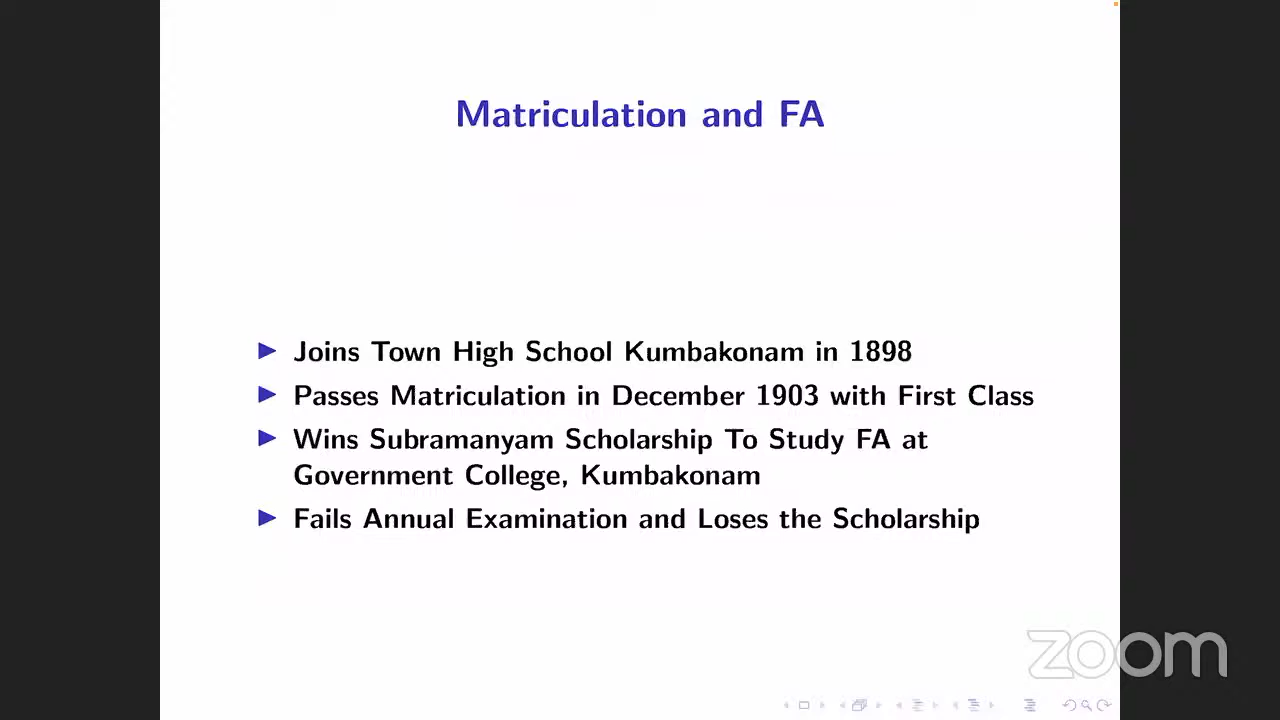 Matriculation and FA
Joins Town High School Kumbakonam in 1898
Passes Matriculation in December 1903 with First Class
Wins Subramanyam Scholarship To Study FA at
Government College, Kumbakonam
Fails Annual Examination and Loses the Scholarship
zoom